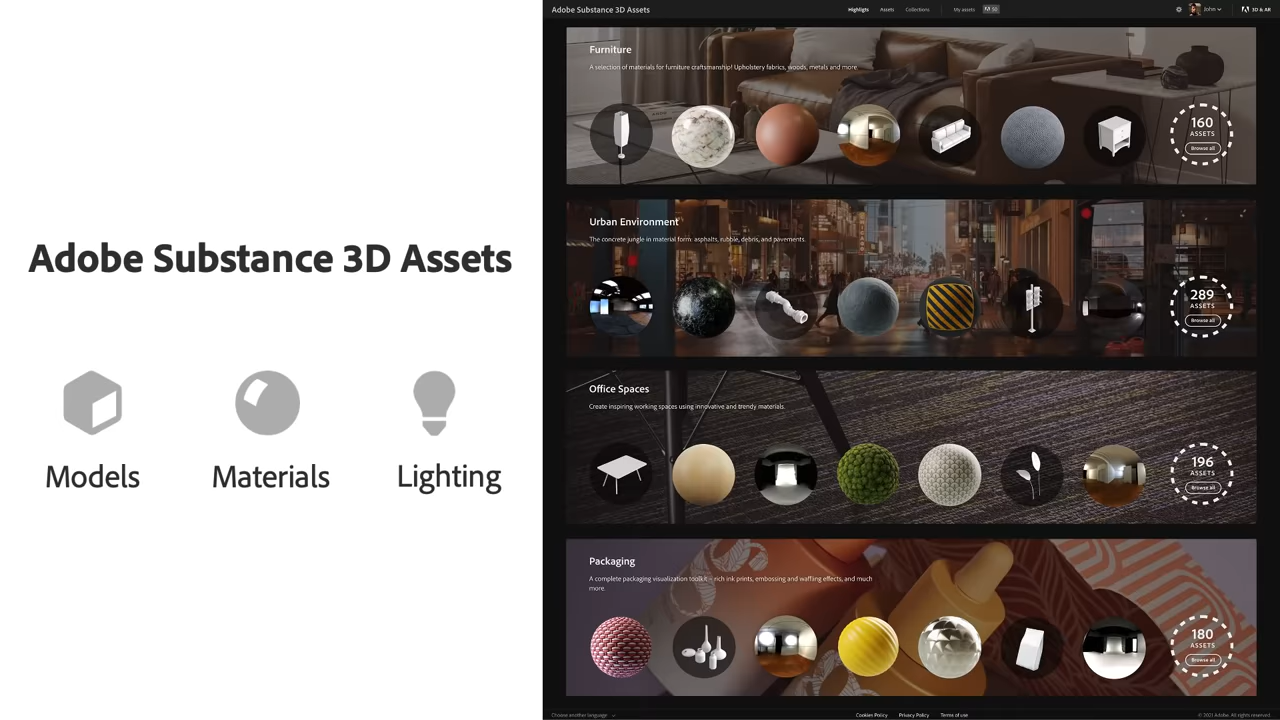 Adobe Substance 3D Assets
Models
Materials
Lighting
Adobe Substance 3D Assets
Highlights
Assets
Collections
My assets
50
John
3D & AR
Furniture
A selection of materials for furniture craftsmanship! Upholstery fabrics, woods, metals and more.
160
ASSETS
Browse all
Urban Environment
The concrete jungle in material form: asphalts, rubble, debris, and pavements.
289
ASSETS
Browse all
Office Spaces
Create inspiring working spaces using innovative and trendy materials.
196
ASSETS
Browse all
Packaging
A complete packaging visualization toolkit – rich ink prints, embossing and waffling effects, and much
more.
180
ASSETS
Browse all
Choose another language
Cookies Policy
Privacy Policy
Terms of use
© 2021 Adobe. All rights reserved.